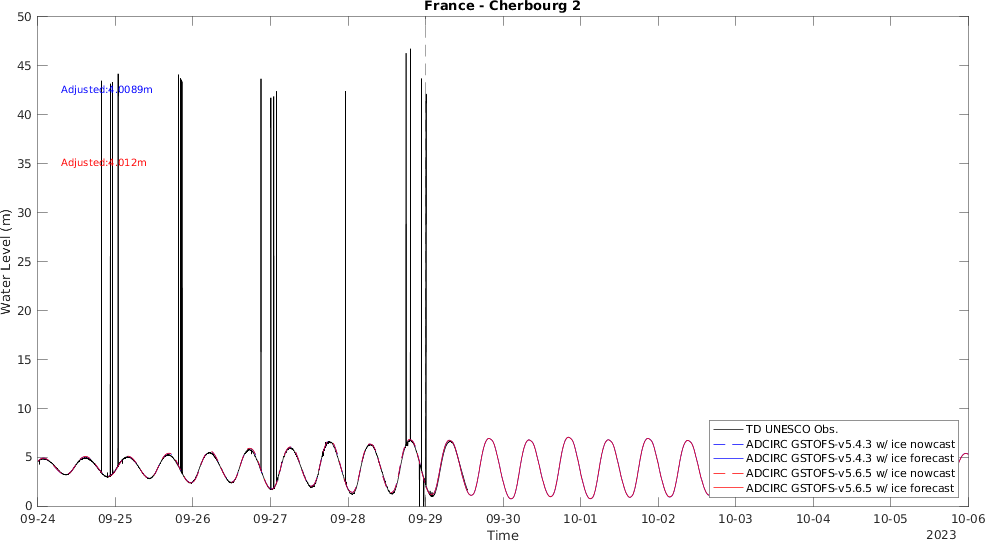 France - Cherbourg 2
50
45
40
35
30
25
20
15
10
5
0
Water Level (m)
Adjusted:4.0089m
Adjusted:4.012m
TD UNESCO Obs.
ADCIRC GSTOFS-v5.4.3 w/ ice nowcast
ADCIRC GSTOFS-v5.4.3 w/ ice forecast
ADCIRC GSTOFS-v5.6.5 w/ ice nowcast
ADCIRC GSTOFS-v5.6.5 w/ ice forecast
09-24 09-25 09-26 09-27 09-28 09-29 09-30 10-01 10-02 10-03 10-04 10-05 10-06
Time
2023